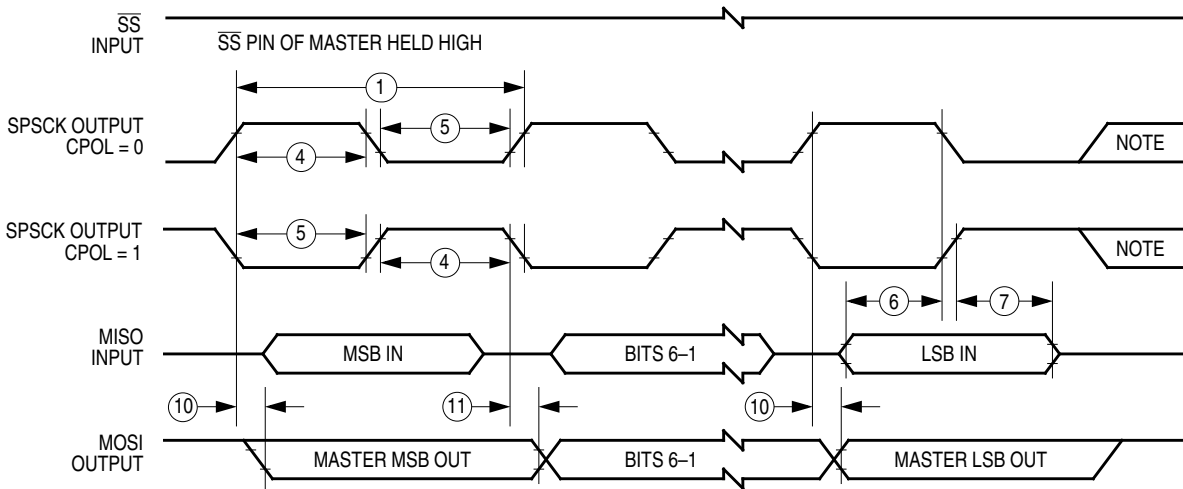 SS
INPUT
SS PIN OF MASTER HELD HIGH
1
SPSCK OUTPUT
CPOL = 0
5
4
NOTE
SPSCK OUTPUT
CPOL = 1
5
4
NOTE
6
7
MISO
INPUT
MSB IN
BITS 6–1
LSB IN
10
11
10
MOSI
OUTPUT
MASTER MSB OUT
BITS 6–1
MASTER LSB OUT